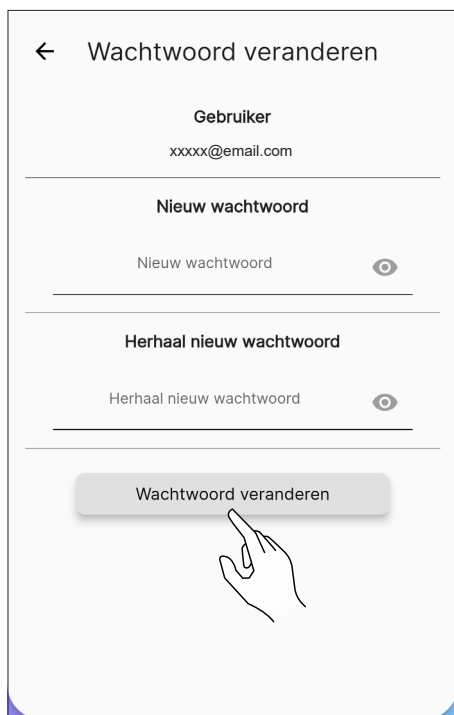 Wachtwoord veranderen
Gebruiker
xxxxx@email.com
Nieuw wachtwoord
Nieuw wachtwoord
Herhaal nieuw wachtwoord
Herhaal nieuw wachtwoord
Wachtwoord veranderen